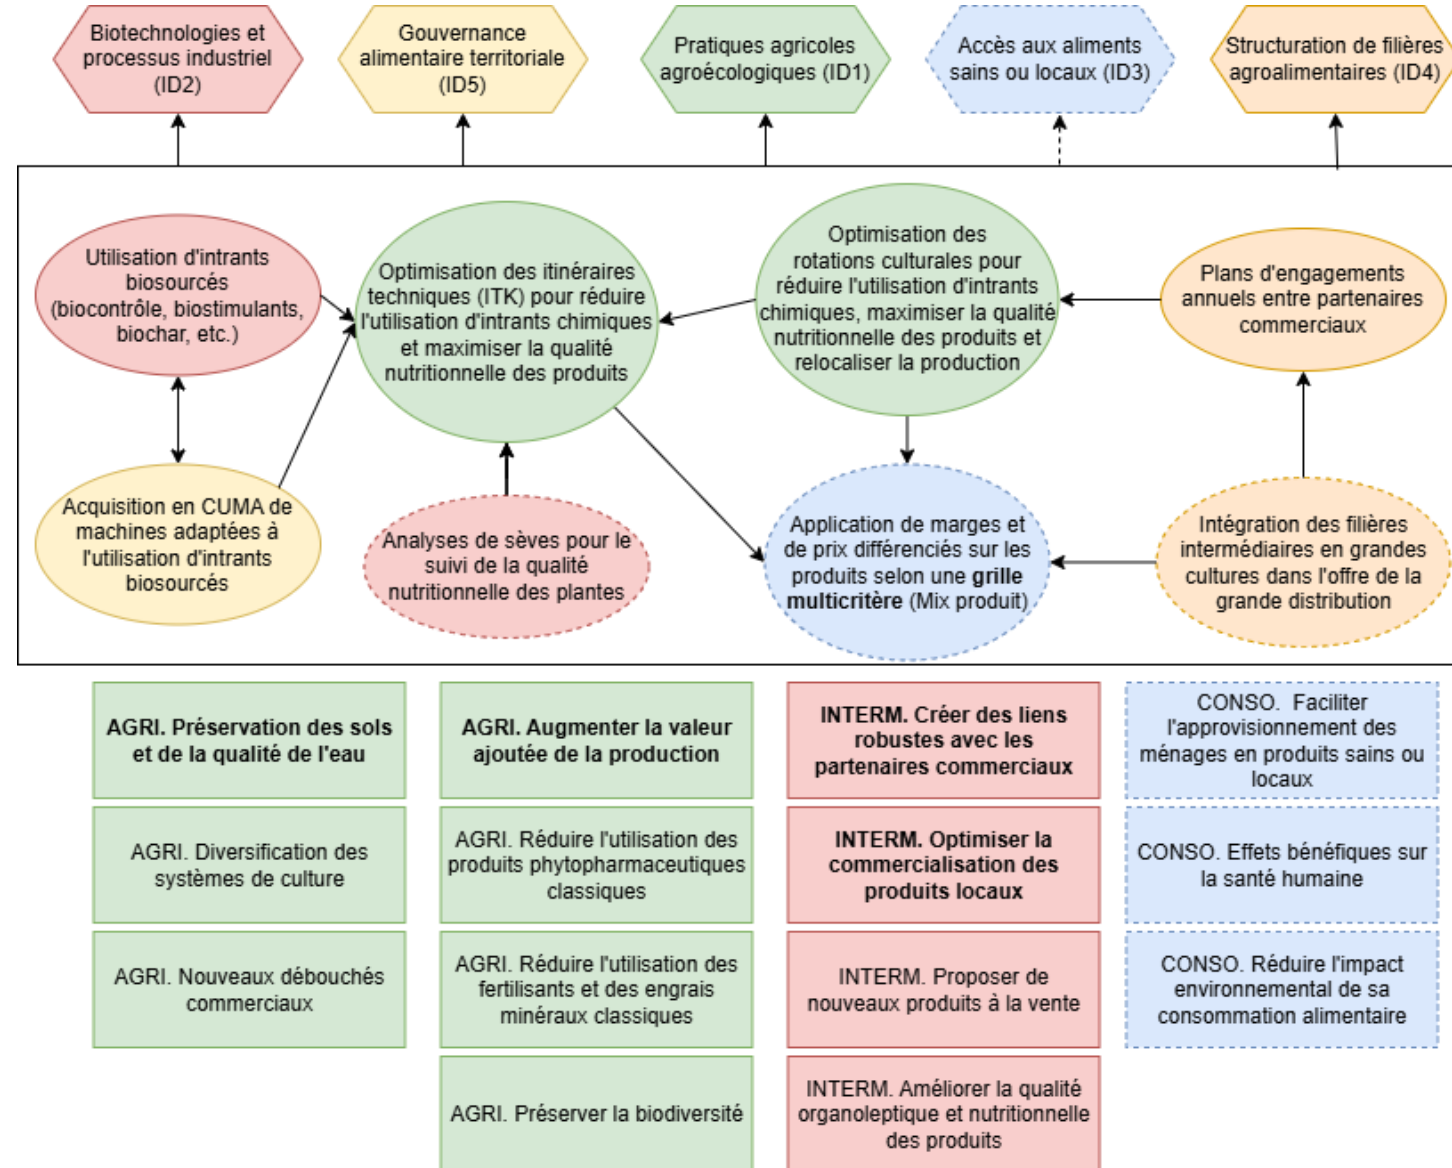 Biotechnologies et
processus industriel
(ID2)
Gouvernance
alimentaire territoriale
(ID5)
Pratiques agricoles
agroécologiques (ID1)
Accès aux aliments
sains ou locaux (ID3)
Structuration de filières
agroalimentaires (ID4)
Utilisation d'intrants
biosourcés
(biocontrôle, biostimulants,
biochar, etc.)
Optimisation des itinéraires
techniques (ITK) pour réduire
l'utilisation d'intrants chimiques
et maximiser la qualité
nutritionnelle des produits
Optimisation des
rotations culturales pour
réduire l'utilisation d'intrants
chimiques, maximiser la qualité
nutritionnelle des produits et
relocaliser la production
Plans d'engagements
annuels entre partenaires
commerciaux
Acquisition en CUMA de
machines adaptées à
l'utilisation d'intrants
biosourcés
Analyses de sèves pour le
suivi de la qualité
nutritionnelle des plantes
Application de marges et
de prix différenciés sur les
produits selon une grille
multicritère (Mix produit)
Intégration des filières
intermédiaires en grandes
cultures dans l'offre de la
grande distribution
AGRI. Préservation des sols
et de la qualité de l'eau
AGRI. Augmenter la valeur
ajoutée de la production
INTERM. Créer des liens
robustes avec les
partenaires commerciaux
CONSO. Faciliter
l'approvisionnement des
ménages en produits sains ou
locaux
AGRI. Diversification des
systèmes de culture
AGRI. Réduire l'utilisation des
produits phytopharmaceutiques
classiques
INTERM. Optimiser la
commercialisation des
produits locaux
CONSO. Effets bénéfiques sur
la santé humaine
AGRI. Nouveaux débouchés
commerciaux
AGRI. Réduire l'utilisation des
fertilisants et des engrais
minéraux classiques
INTERM. Proposer de
nouveaux produits à la vente
CONSO. Réduire l'impact
environnemental de sa
consommation alimentaire
AGRI. Préserver la biodiversité
INTERM. Améliorer la qualité
organoleptique et nutritionnelle
des produits